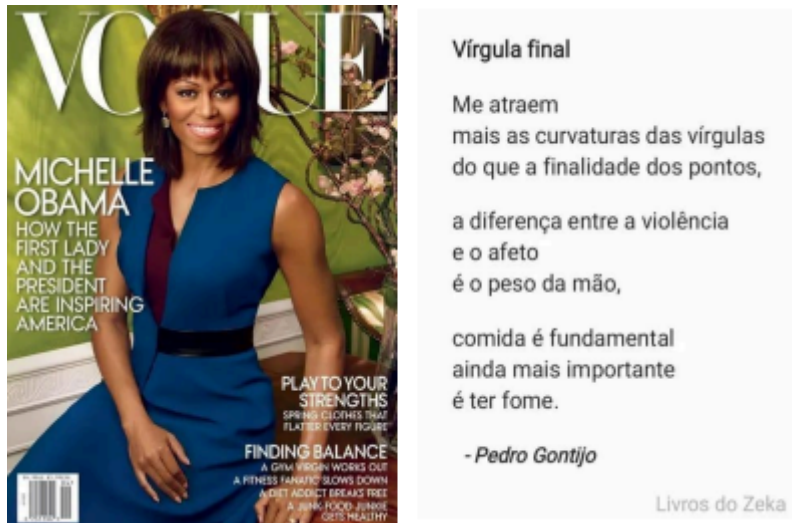 VOGUE
MICHELLE
OBAMA
HOW THE
FIRST LADY
AND THE
PRESIDENT
ARE INSPIRING
AMERICA
PLAY TO YOUR
STRENGTHS
SPRING CLOTHES THAT
FLATTER EVERY FIGURE
FINDING BALANCE
A GYM VIRGIN WORKS OUT
A FITNESS FANATIC SLOWS DOWN
A DIET ADDICT BREAKS FREE
A JUNK-FOOD JUNKIE
GETS HEALTHY
Vírgula final
Me atraem
mais as curvaturas das vírgulas
do que a finalidade dos pontos,
a diferença entre a violência
e o afeto
é o peso da mão,
comida é fundamental
ainda mais importante
é ter fome.
- Pedro Gontijo
Livros do Zeka